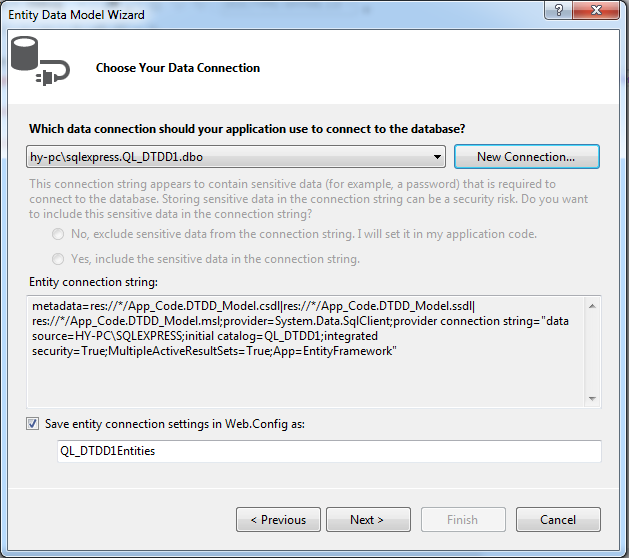 Entity Data Model Wizard
Choose Your Data Connection
Which data connection should your application use to connect to the database?
hy-pc\sqlexpress.QL_DTDD1.dbo
New Connection...
This connection string appears to contain sensitive data (for example, a password) that is required to
connect to the database. Storing sensitive data in the connection string can be a security risk. Do you want
to include this sensitive data in the connection string?
No, exclude sensitive data from the connection string. I will set it in my application code.
Yes, include the sensitive data in the connection string.
Entity connection string:
metadata=res://*/App_Code.DTDD_Model.csdl|res://*/App_Code.DTDD_Model.ssdl|
res://*/App_Code.DTDD_Model.msl;provider=System.Data.SqlClient;provider connection string="data
source=HY-PC\SQLEXPRESS;initial catalog=QL_DTDD1;integrated
security=True;MultipleActiveResultSets=True;App=EntityFramework"
Save entity connection settings in Web.Config as:
QL_DTDD1Entities
< Previous
Next >
Finish
Cancel